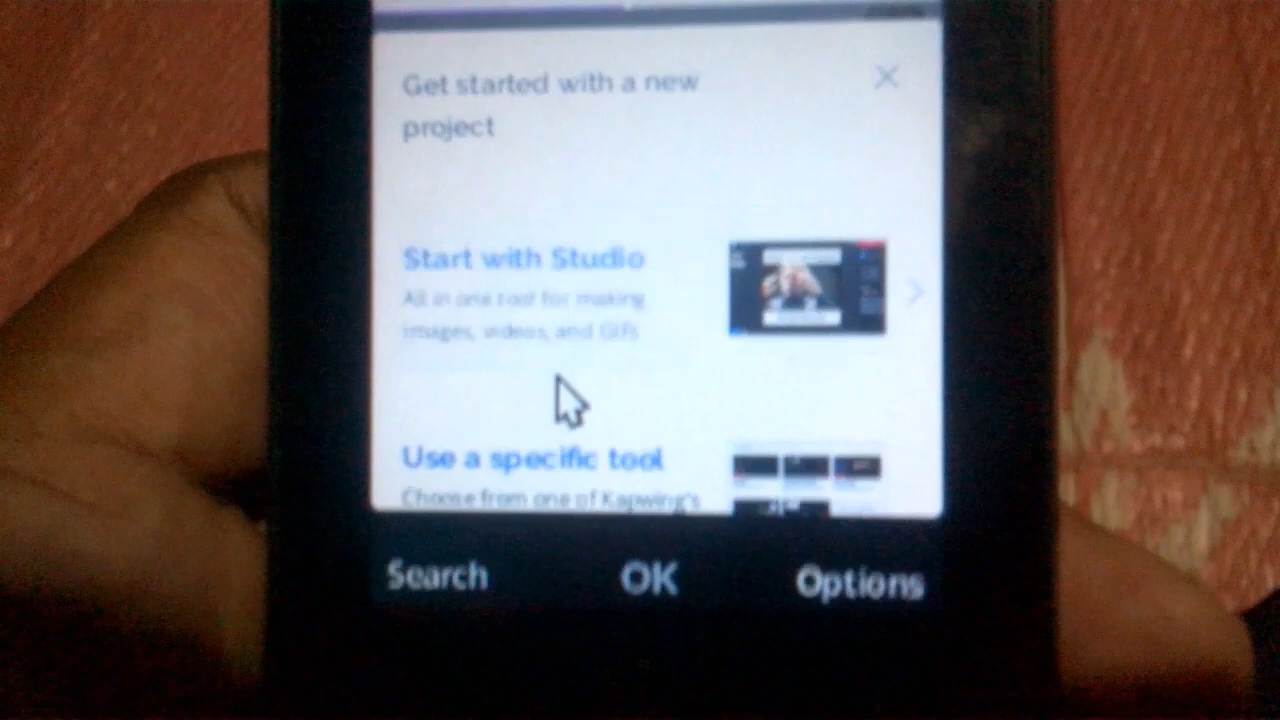 Get started with a new
project
Start with Studio
All in one tool for making
images, videos, and GIFs
Use a specific tool
Choose from one of Kapwing's
Search
OK
Options